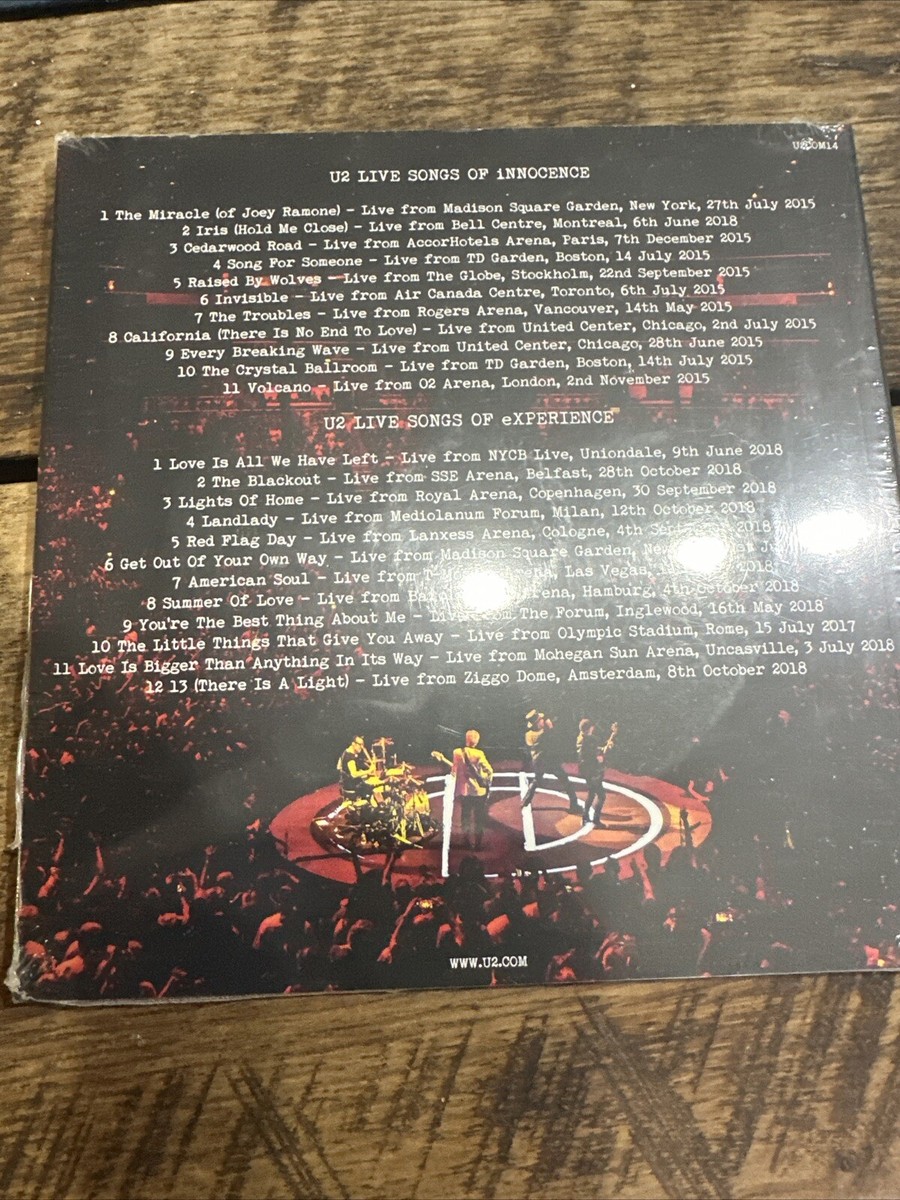 U2COM14
U2 LIVE SONGS OF iNNOCENCE
1 The Miracle (of Joey Ramone) – Live from Madison Square Garden, New York, 27th July 2015
2 Iris (Hold Me Close) – Live from Bell Centre, Montreal, 6th June 2018
3 Cedarwood Road – Live from AccorHotels Arena, Paris, 7th December 2015
4 Song For Someone – Live from TD Garden, Boston, 14 July 2015
5 Raised By Wolves – Live from The Globe, Stockholm, 22nd September 2015
6 Invisible – Live from Air Canada Centre, Toronto, 6th July 2015
7 The Troubles – Live from Rogers Arena, Vancouver, 14th May 2015
8 California (There Is No End To Love) – Live from United Center, Chicago, 2nd July 2015
9 Every Breaking Wave – Live from United Center, Chicago, 28th June 2015
10 The Crystal Ballroom – Live from TD Garden, Boston, 14th July 2015
11 Volcano – Live from O2 Arena, London, 2nd November 2015
U2 LIVE SONGS OF eXPERIENCE
1 Love Is All We Have Left – Live from NYCB Live, Uniondale, 9th June 2018
2 The Blackout – Live from SSE Arena, Belfast, 28th October 2018
3 Lights Of Home – Live from Royal Arena, Copenhagen, 30 September 2018
4 Landlady – Live from Mediolanum Forum, Milan, 12th October 2018
5 Red Flag Day – Live from Lanxess Arena, Cologne, 4th September 2018
6 Get Out Of Your Own Way – Live from Madison Square Garden,
7 American Soul – Live from Las Vegas, 2018
8 Summer Of Love – Live from Arena, Hamburg, 4th October 2018
9 You're The Best Thing About Me – Live from The Forum, Inglewood, 16th May 2018
10 The Little Things That Give You Away – Live from Olympic Stadium, Rome, 15 July 2017
11 Love Is Bigger Than Anything In Its Way – Live from Mohegan Sun Arena, Uncasville, 3 July 2018
12 13 (There Is A Light) – Live from Ziggo Dome, Amsterdam, 8th October 2018
WWW.U2.COM